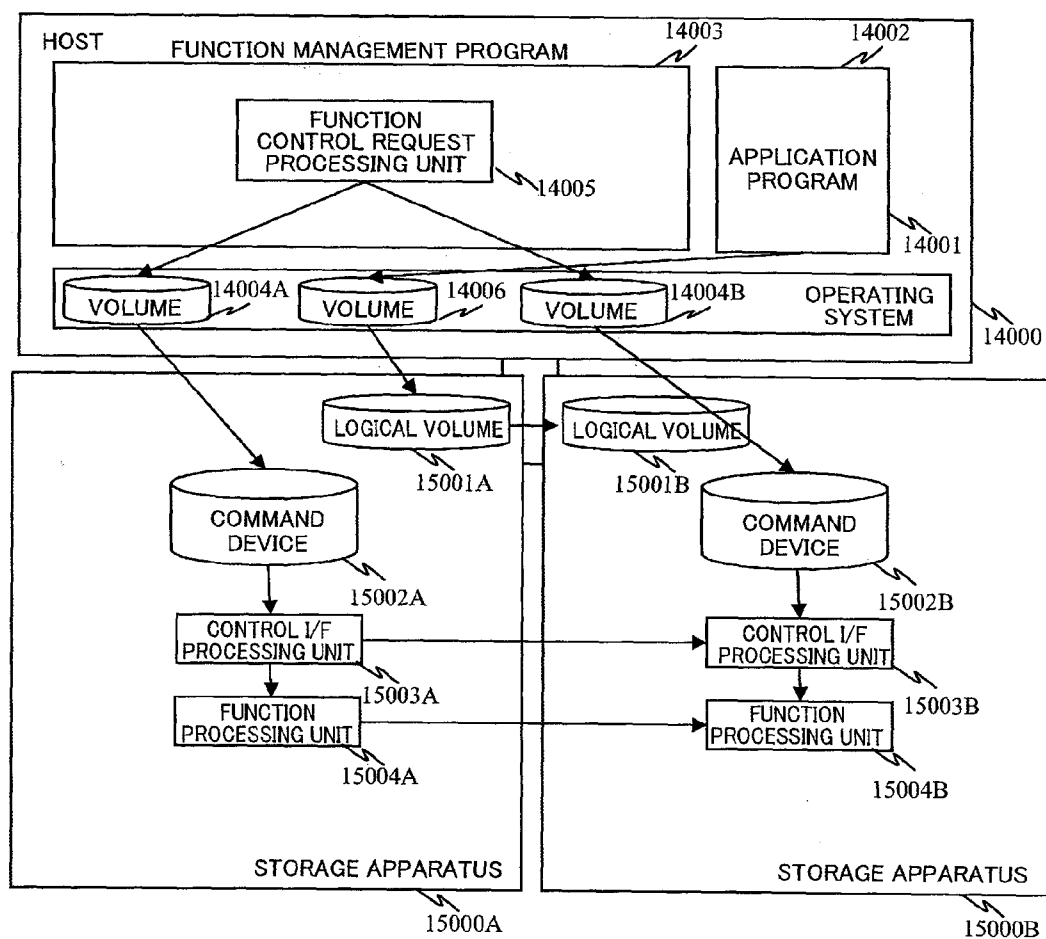 HOST
FUNCTION MANAGEMENT PROGRAM
14003
14002
FUNCTION
CONTROL REQUEST
PROCESSING UNIT
14005
APPLICATION
PROGRAM
14001
VOLUME
14004A
VOLUME
14006
VOLUME
14004B
OPERATING
SYSTEM
14000
LOGICAL VOLUME
15001A
LOGICAL VOLUME
15001B
COMMAND
DEVICE
15002A
COMMAND
DEVICE
15002B
CONTROL I/F
PROCESSING UNIT
15003A
CONTROL I/F
PROCESSING UNIT
15003B
FUNCTION
PROCESSING UNIT
15004A
FUNCTION
PROCESSING UNIT
15004B
STORAGE APPARATUS
15000A
STORAGE APPARATUS
15000B